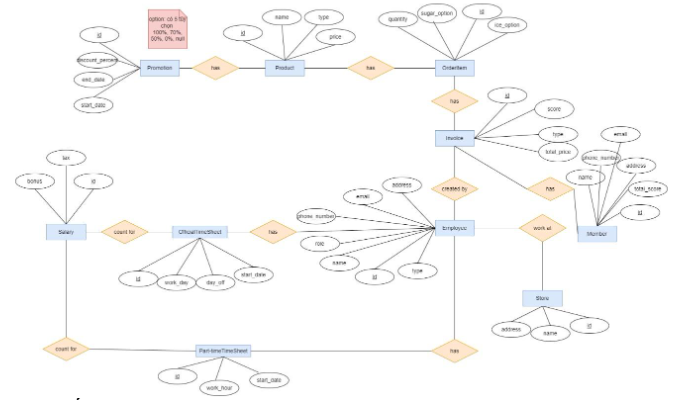 option: có 5 lựa
chọn
100%, 70%,
50%, 0%, null
name
type
id
price
quantity
sugar_option
id
ice_option
id
discount_percent
end_date
start_date
Promotion
has
Product
has
OrderItem
has
id
score
type
total_price
Invoice
email
phone_number
address
name
total_score
id
has
Member
created by
tax
bonus
id
Salary
count for
OfficialTimeSheet
has
address
email
phone_number
role
name
id
type
Employee
work at
id
work_day
day_off
start_date
Store
address
name
id
count for
Part-timeTimeSheet
has
id
work_hour
start_date